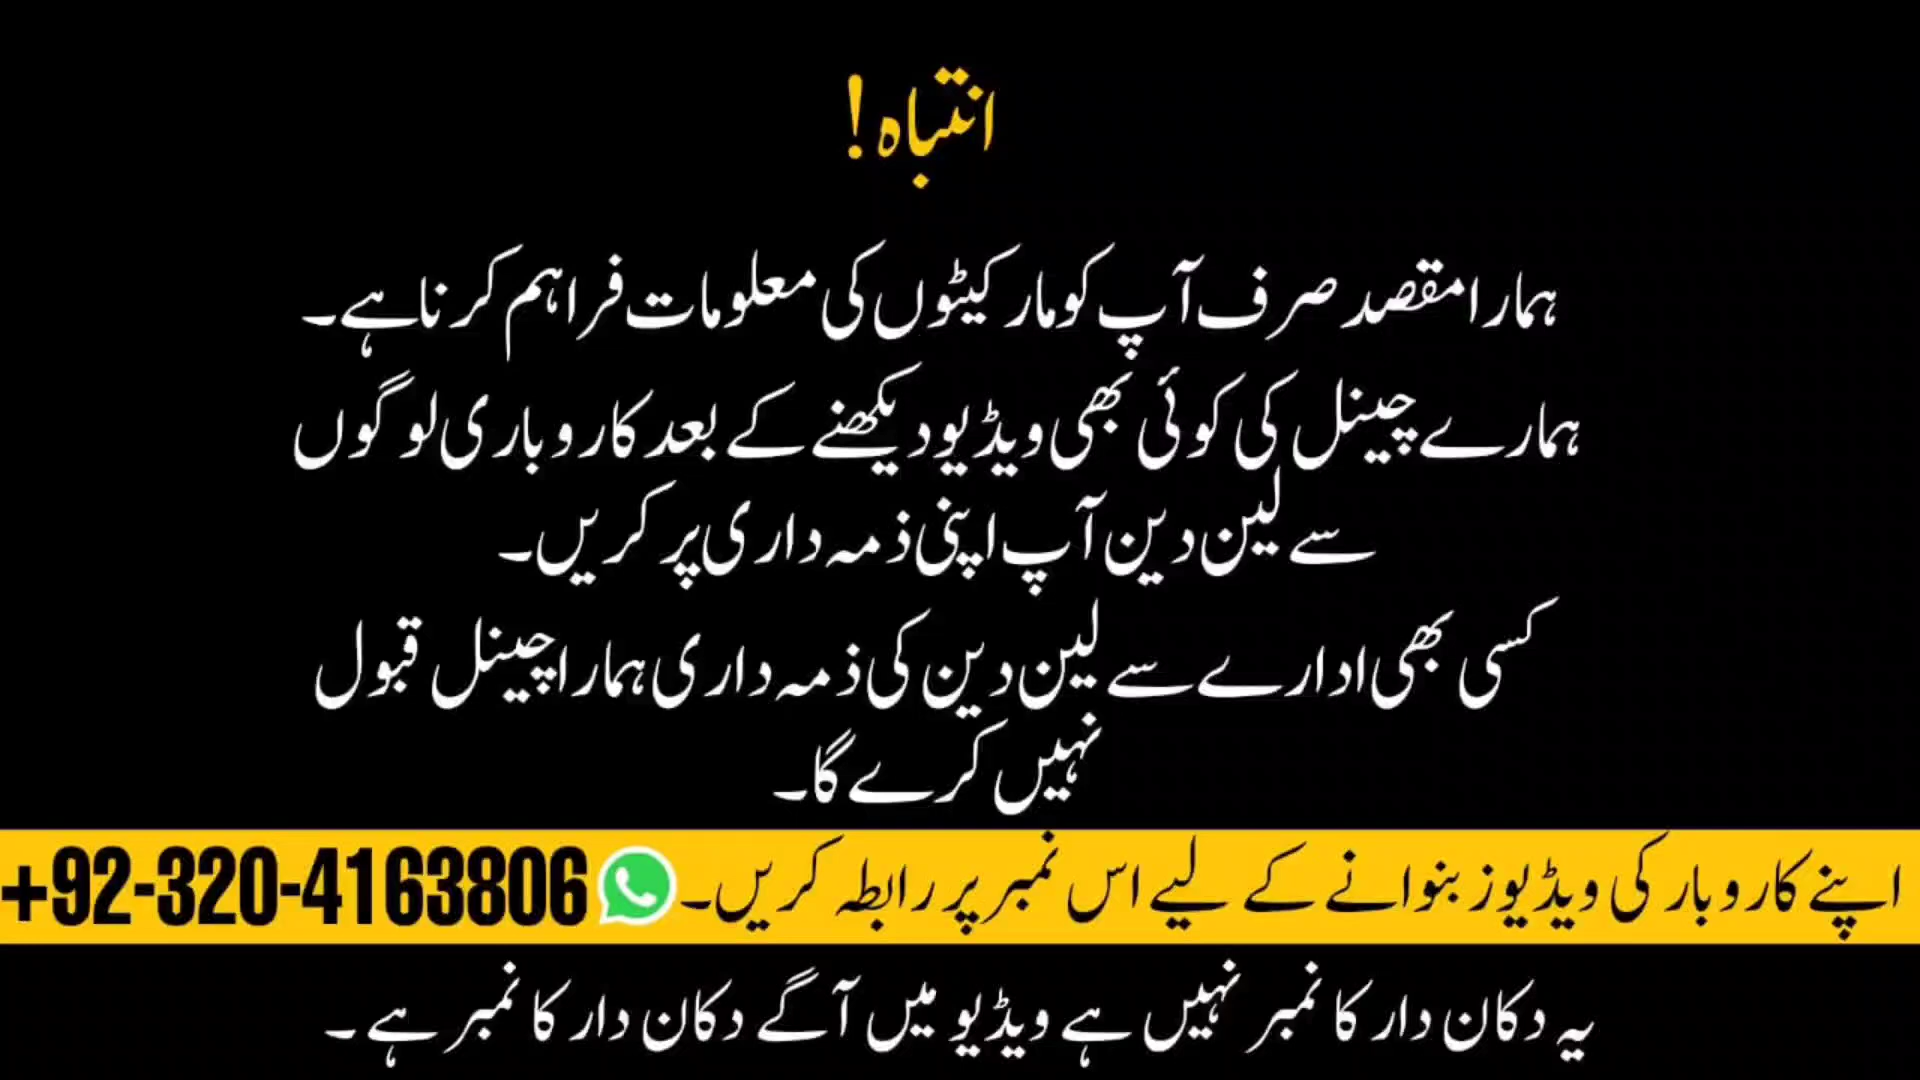 انتباہ!
ہمارا مقصد صرف آپ کو مارکیٹوں کی معلومات فراہم کرنا ہے۔
ہمارے چینل کی کوئی بھی ویڈیو دیکھنے کے بعد کاروباری لوگوں
سے لین دین آپ اپنی ذمہ داری پر کریں۔
کسی بھی ادارے سے لین دین کی ذمہ داری ہمارا چینل قبول
نہیں کرے گا۔
اپنے کاروبار کی ویڈیوز بنوانے کے لیے اس نمبر پر رابطہ کریں۔ +92-320-4163806
یہ دکان دار کا نمبر نہیں ہے ویڈیو میں آگے دکان دار کا نمبر ہے۔